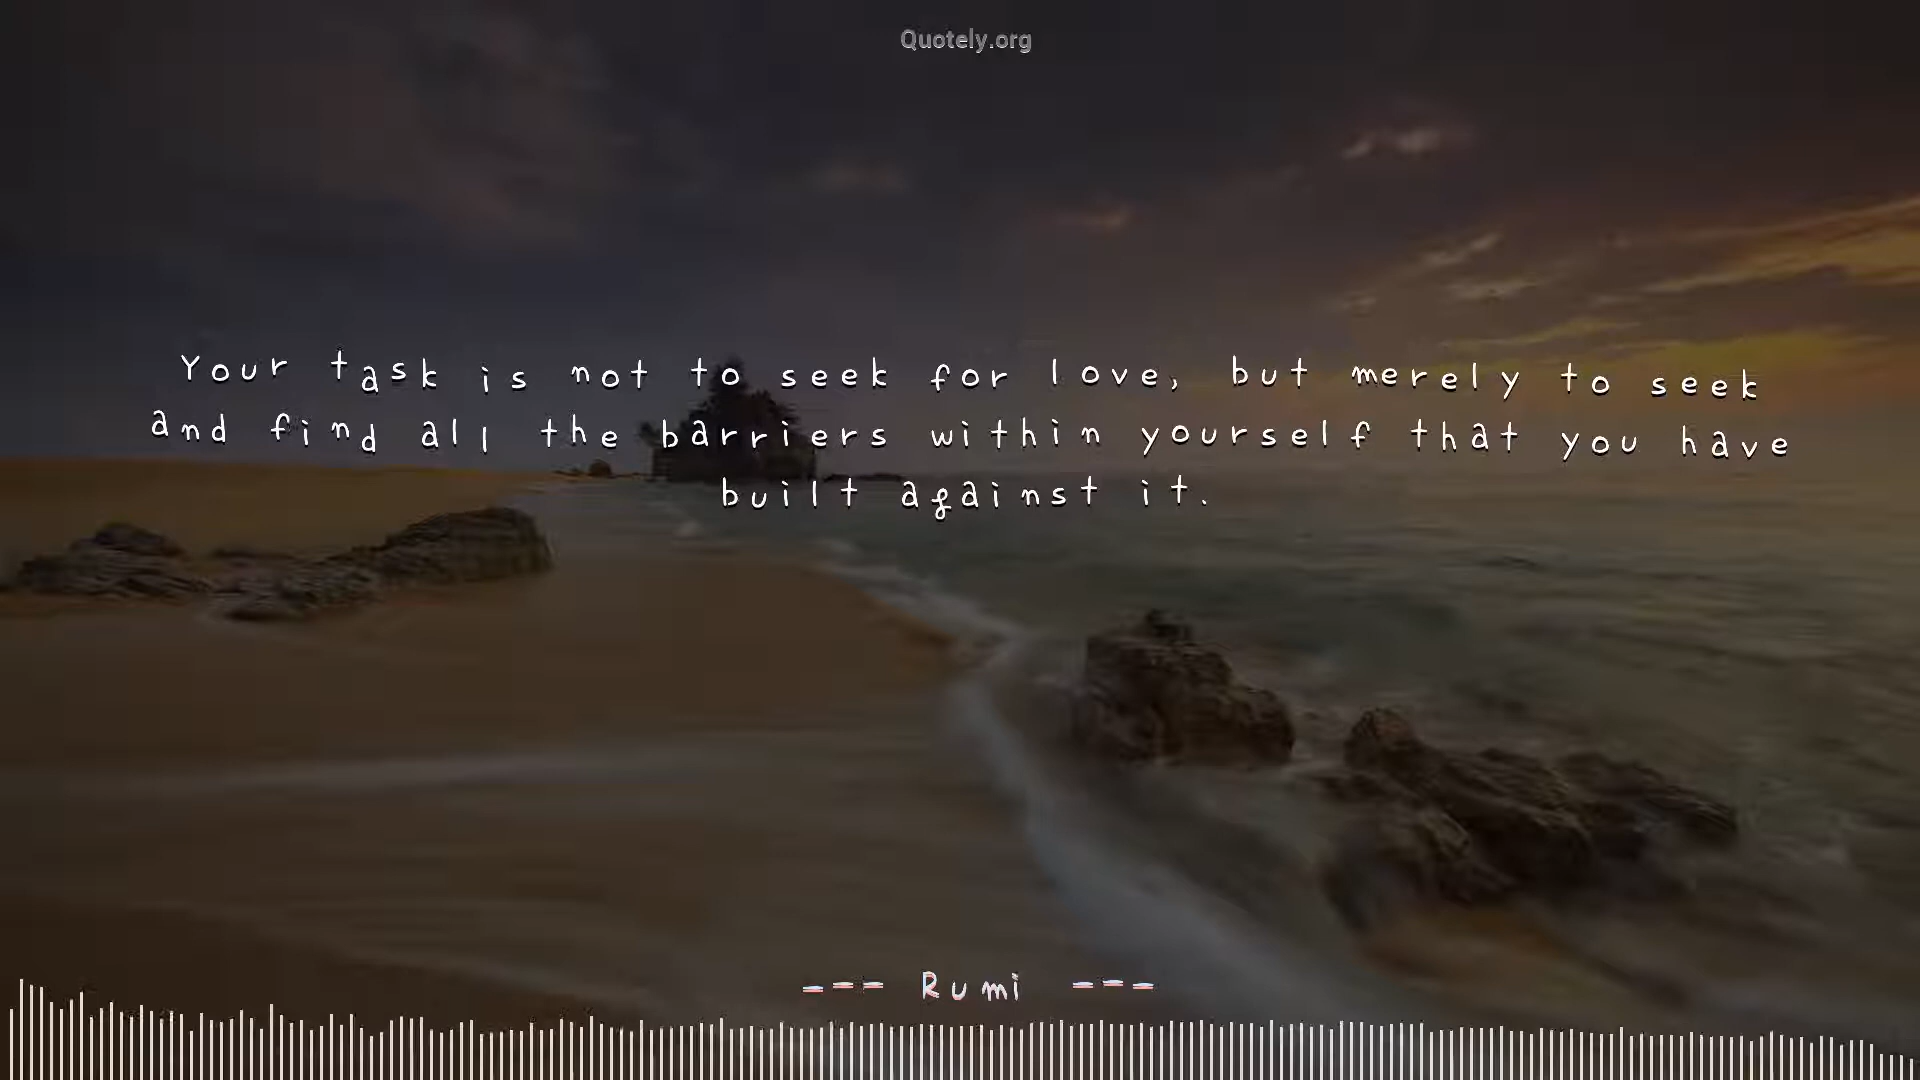 Quotely.org
Your task is not to seek for love, but merely to seek
and find all the barriers within yourself that you have
built against it.
--- Rumi ---